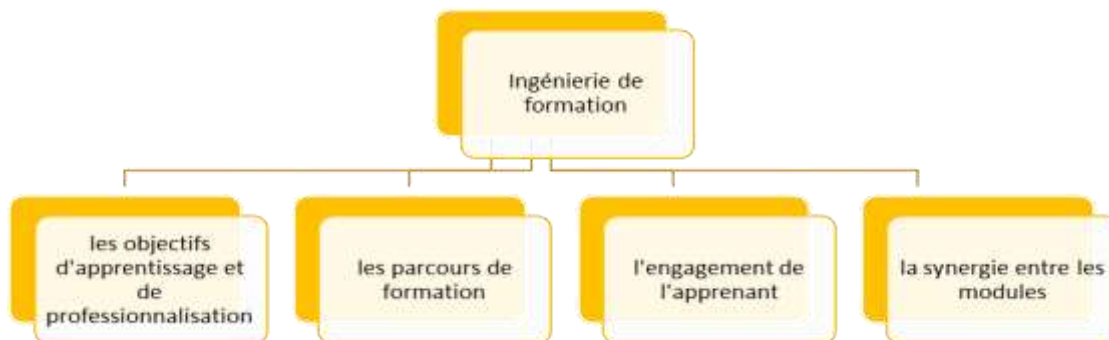 Ingénierie de
formation
les objectifs
d'apprentissage et
de
professionnalisation
les parcours de
formation
l'engagement de
l'apprenant
la synergie entre les
modules